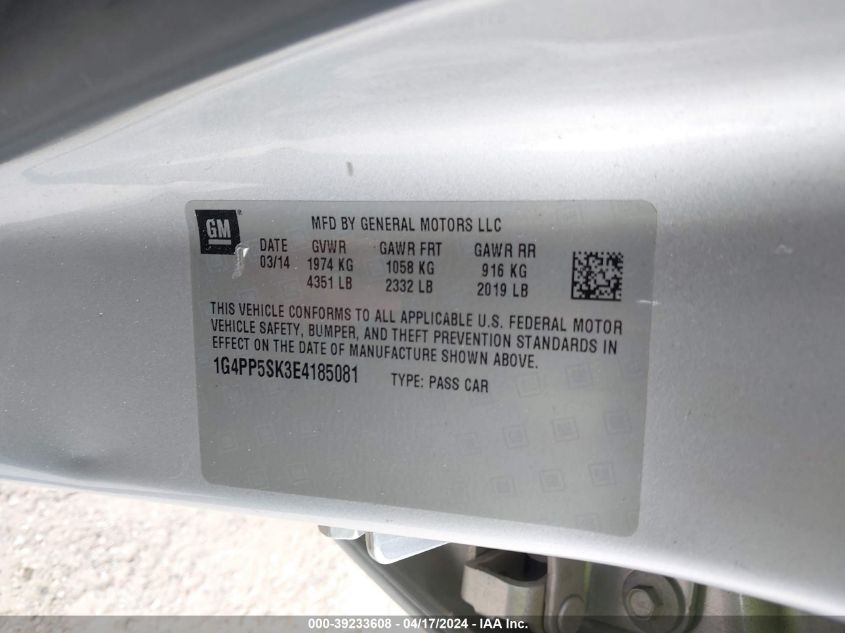 GM ®
MFD BY GENERAL MOTORS LLC
DATE GVWR GAWR FRT GAWR RR
03/14 1974 KG 1058 KG 916 KG
4351 LB 2332 LB 2019 LB
THIS VEHICLE CONFORMS TO ALL APPLICABLE U.S. FEDERAL MOTOR
VEHICLE SAFETY, BUMPER, AND THEFT PREVENTION STANDARDS IN
EFFECT ON THE DATE OF MANUFACTURE SHOWN ABOVE.
1G4PP5SK3E4185081 TYPE: PASS CAR
000-39233608 - 04/17/2024 - IAA Inc.